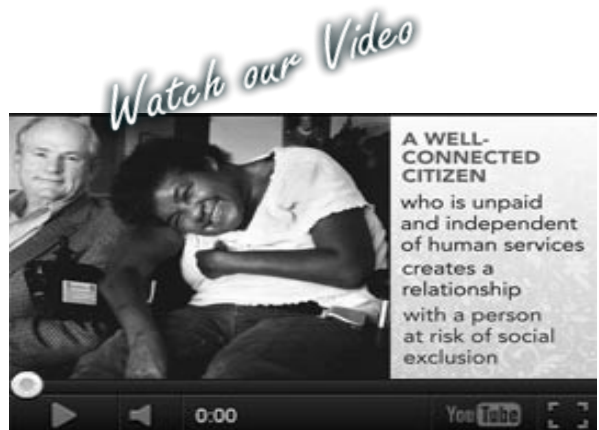 Watch our Video
A WELL-
CONNECTED
CITIZEN
who is unpaid
and independent
of human services
creates a
relationship
with a person
at risk of social
exclusion
0:00
YouTube